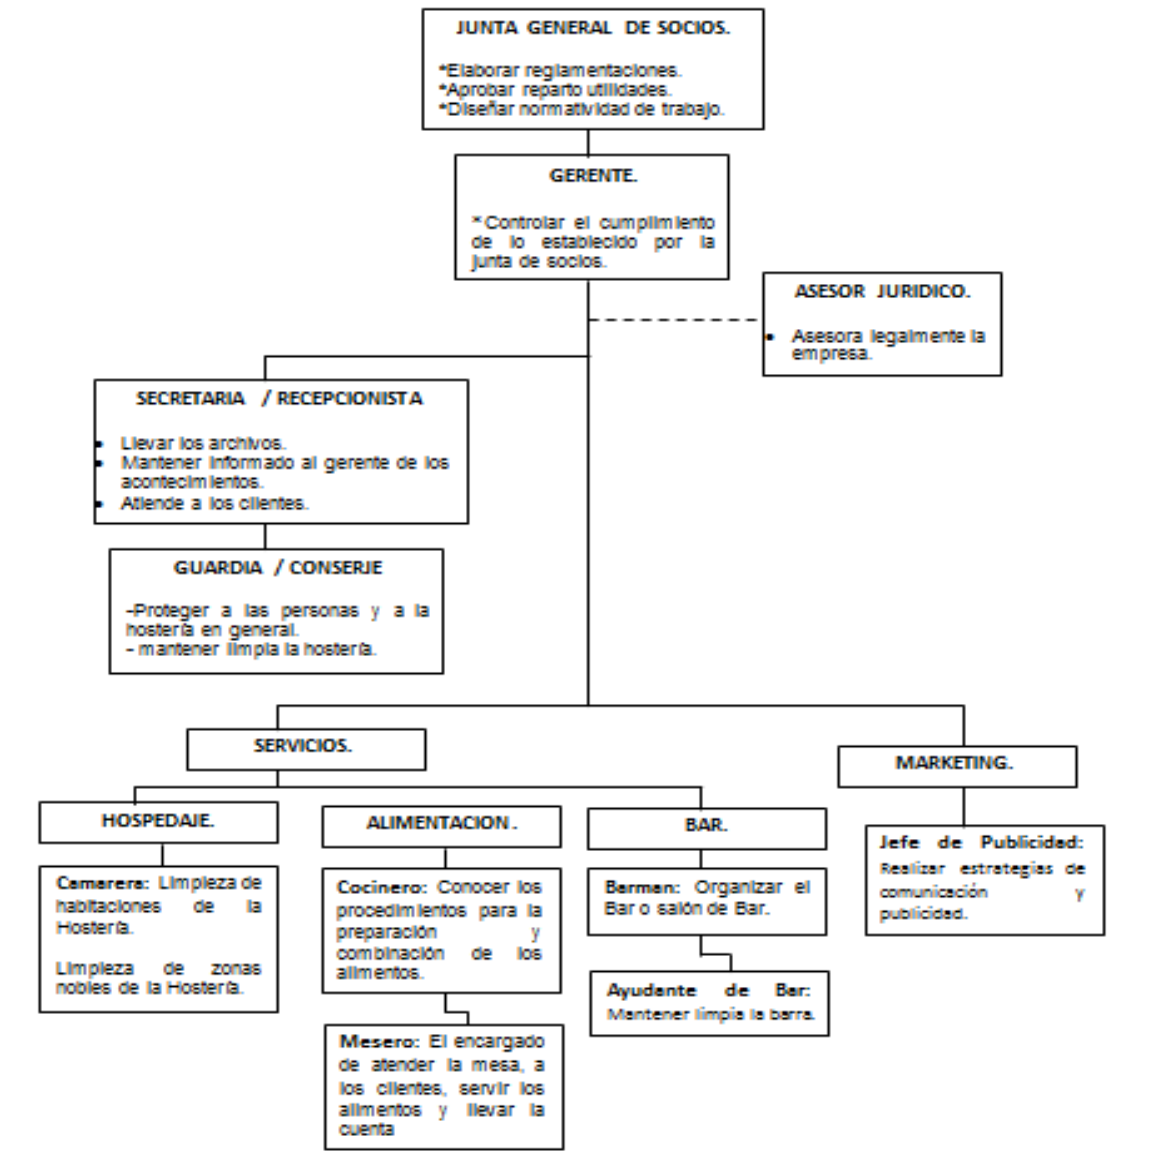 JUNTA GENERAL DE SOCIOS.
*Elaborar reglamentaciones.
*Aprobar reparto utilidades.
*Diseñar normatividad de trabajo.
GERENTE.
*Controlar el cumplimiento
de lo establecido por la
junta de socios.
ASESOR JURIDICO.
• Asesora legalmente la
empresa.
SECRETARIA / RECEPCIONISTA
• Llevar los archivos.
• Mantener informado al gerente de los
acontecimientos.
• Atiende a los clientes.
GUARDIA / CONSERJE
-Proteger a las personas y a la
hostería en general.
- mantener limpia la hostería.
SERVICIOS.
MARKETING.
HOSPEDAJE.
ALIMENTACION.
BAR.
Camarera: Limpieza de
habitaciones de la
Hostería.
Limpieza de zonas
nobles de la Hostería.
Cocinero: Conocer los
procedimientos para la
preparación y
combinación de los
alimentos.
Mesero: El encargado
de atender la mesa, a
los clientes, servir los
alimentos y llevar la
cuenta
Barman: Organizar el
Bar o salón de Bar.
Ayudante de Bar:
Mantener limpia la barra.
Jefe de Publicidad:
Realizar estrategias de
comunicación y
publicidad.